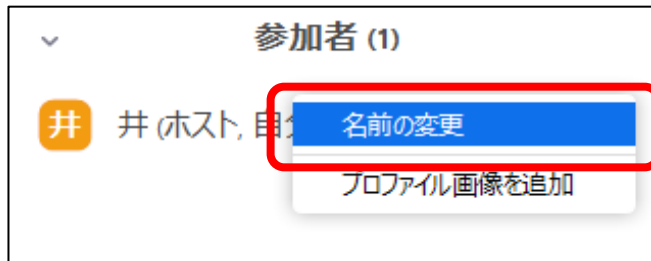 参加者 (1)
井 井 (ホスト, 自
名前の変更
プロファイル画像を追加